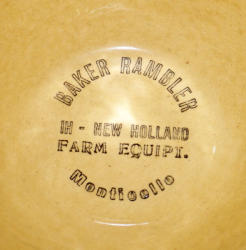 BAKER RAMBLER
IH - NEW HOLLAND
FARM EQUIPT.
Monticello